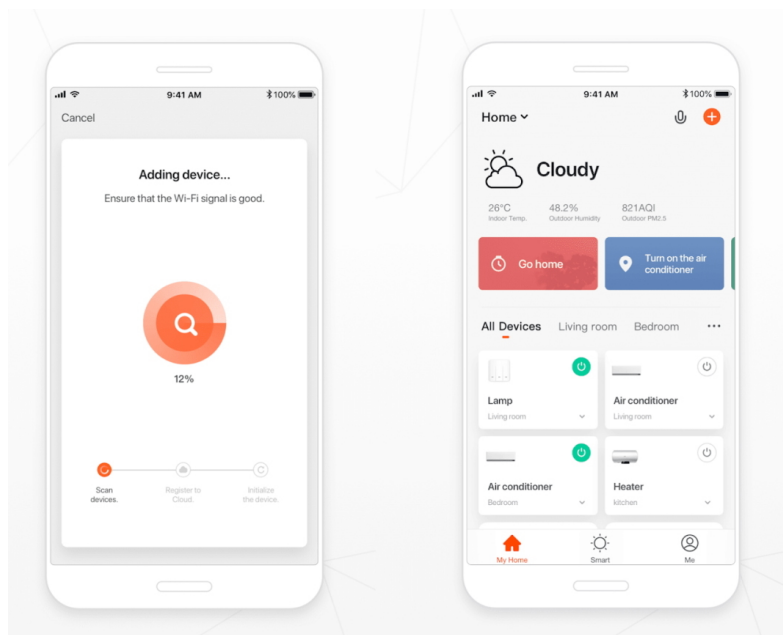 9:41 AM
100%
Cancel
Adding device...
Ensure that the Wi-Fi signal is good.
12%
Scan
devices.
Register to
Cloud.
Initialize
the device.
9:41 AM
100%
Home
Cloudy
26°C
48.2%
821AQI
Indoor Temp.
Outdoor Humidity
Outdoor PM2.5
Go home
Turn on the air
conditioner
All Devices
Living room
Bedroom
Lamp
Living room
Air conditioner
Living room
Air conditioner
Bedroom
Heater
kitchen
My Home
Smart
Me